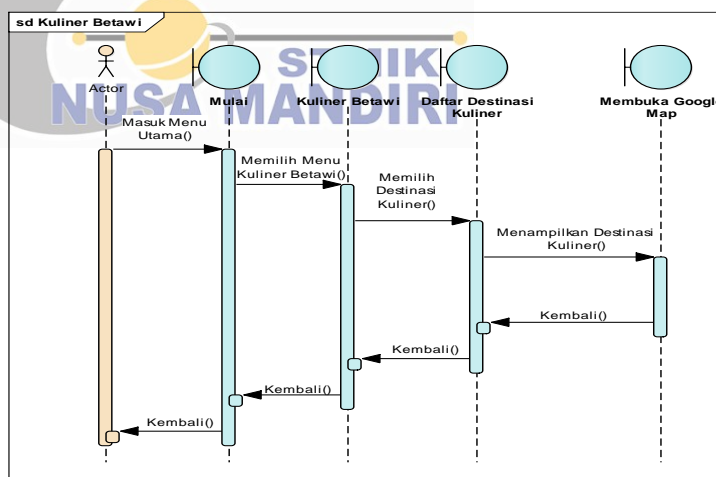 sd Kuliner Betawi
STMIK
NUSA MANDIRI
Actor
Mulai
Kuliner Betawi
Daftar Destinasi
Kuliner
Membuka Google
Map
Masuk Menu
Utama()
Memilih Menu
Kuliner Betawi()
Memilih
Destinasi
Kuliner()
Menampilkan Destinasi
Kuliner()
Kembali()
Kembali()
Kembali()
Kembali()